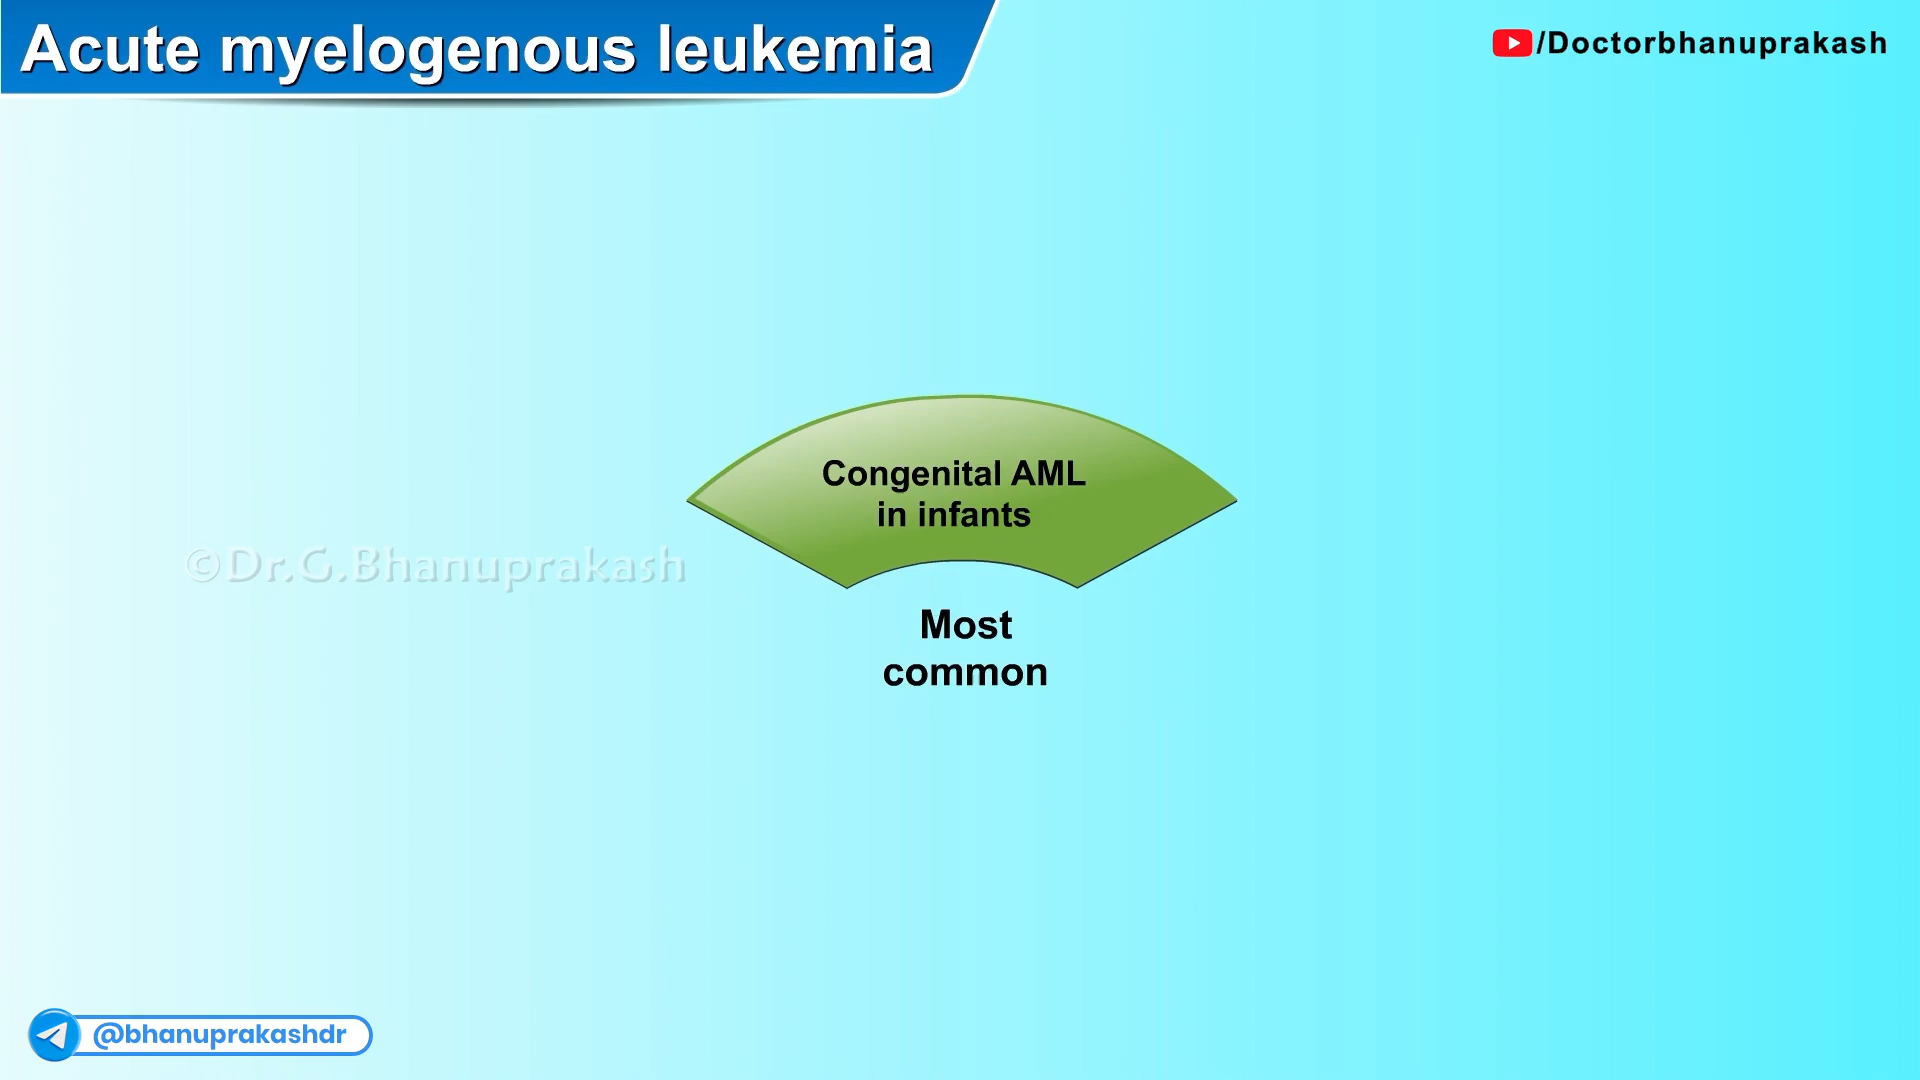 Acute myelogenous leukemia
/Doctorbhanuprakash
Congenital AML
in infants
©Dr.G.Bhanuprakash
Most
common
@bhanuprakashdr